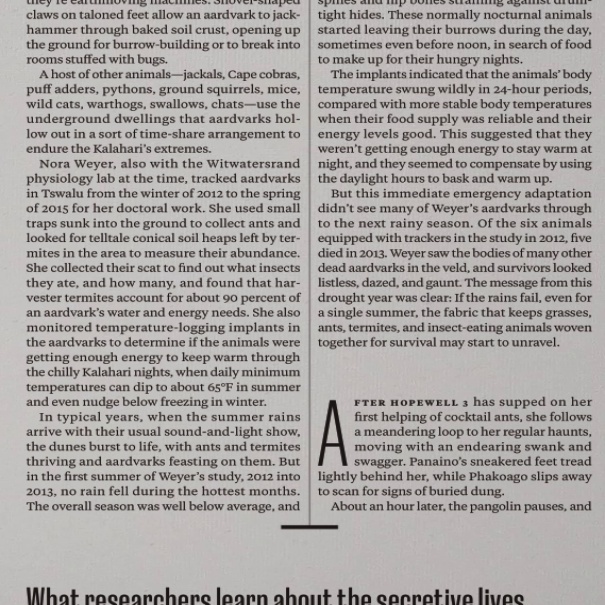 they're earthmoving machines. Shovel-shaped
claws on taloned feet allow an aardvark to jack-
hammer through baked soil crust, opening up
the ground for burrow-building or to break into
rooms stuffed with bugs.
A host of other animals—jackals, Cape cobras,
puff adders, pythons, ground squirrels, mice,
wild cats, warthogs, swallows, chats—use the
underground dwellings that aardvarks hol-
low out in a sort of time-share arrangement to
endure the Kalahari's extremes.
Nora Weyer, also with the Witwatersrand
physiology lab at the time, tracked aardvarks
in Tswalu from the winter of 2012 to the spring
of 2015 for her doctoral work. She used small
traps sunk into the ground to collect ants and
looked for telltale conical soil heaps left by ter-
mites in the area to measure their abundance.
She collected their scat to find out what insects
they ate, and how many, and found that har-
vester termites account for about 90 percent of
an aardvark's water and energy needs. She also
monitored temperature-logging implants in
the aardvarks to determine if the animals were
getting enough energy to keep warm through
the chilly Kalahari nights, when daily minimum
temperatures can dip to about 65°F in summer
and even nudge below freezing in winter.
In typical years, when the summer rains
arrive with their usual sound-and-light show,
the dunes burst to life, with ants and termites
thriving and aardvarks feasting on them. But
in the first summer of Weyer's study, 2012 into
2013, no rain fell during the hottest months.
The overall season was well below average, and
spines and hip bones straining against drum-
tight hides. These normally nocturnal animals
started leaving their burrows during the day,
sometimes even before noon, in search of food
to make up for their hungry nights.
The implants indicated that the animals' body
temperature swung wildly in 24-hour periods,
compared with more stable body temperatures
when their food supply was reliable and their
energy levels good. This suggested that they
weren't getting enough energy to stay warm at
night, and they seemed to compensate by using
the daylight hours to bask and warm up.
But this immediate emergency adaptation
didn't see many of Weyer's aardvarks through
to the next rainy season. Of the six animals
equipped with trackers in the study in 2012, five
died in 2013. Weyer saw the bodies of many other
dead aardvarks in the veld, and survivors looked
listless, dazed, and gaunt. The message from this
drought year was clear: If the rains fail, even for
a single summer, the fabric that keeps grasses,
ants, termites, and insect-eating animals woven
together for survival may start to unravel.
AFTER HOPEWELL 3 has supped on her
first helping of cocktail ants, she follows
a meandering loop to her regular haunts,
moving with an endearing swank and
swagger. Panaino's sneakered feet tread
lightly behind her, while Phakoago slips away
to scan for signs of buried dung.
About an hour later, the pangolin pauses, and
What researchers learn about the secretive lives